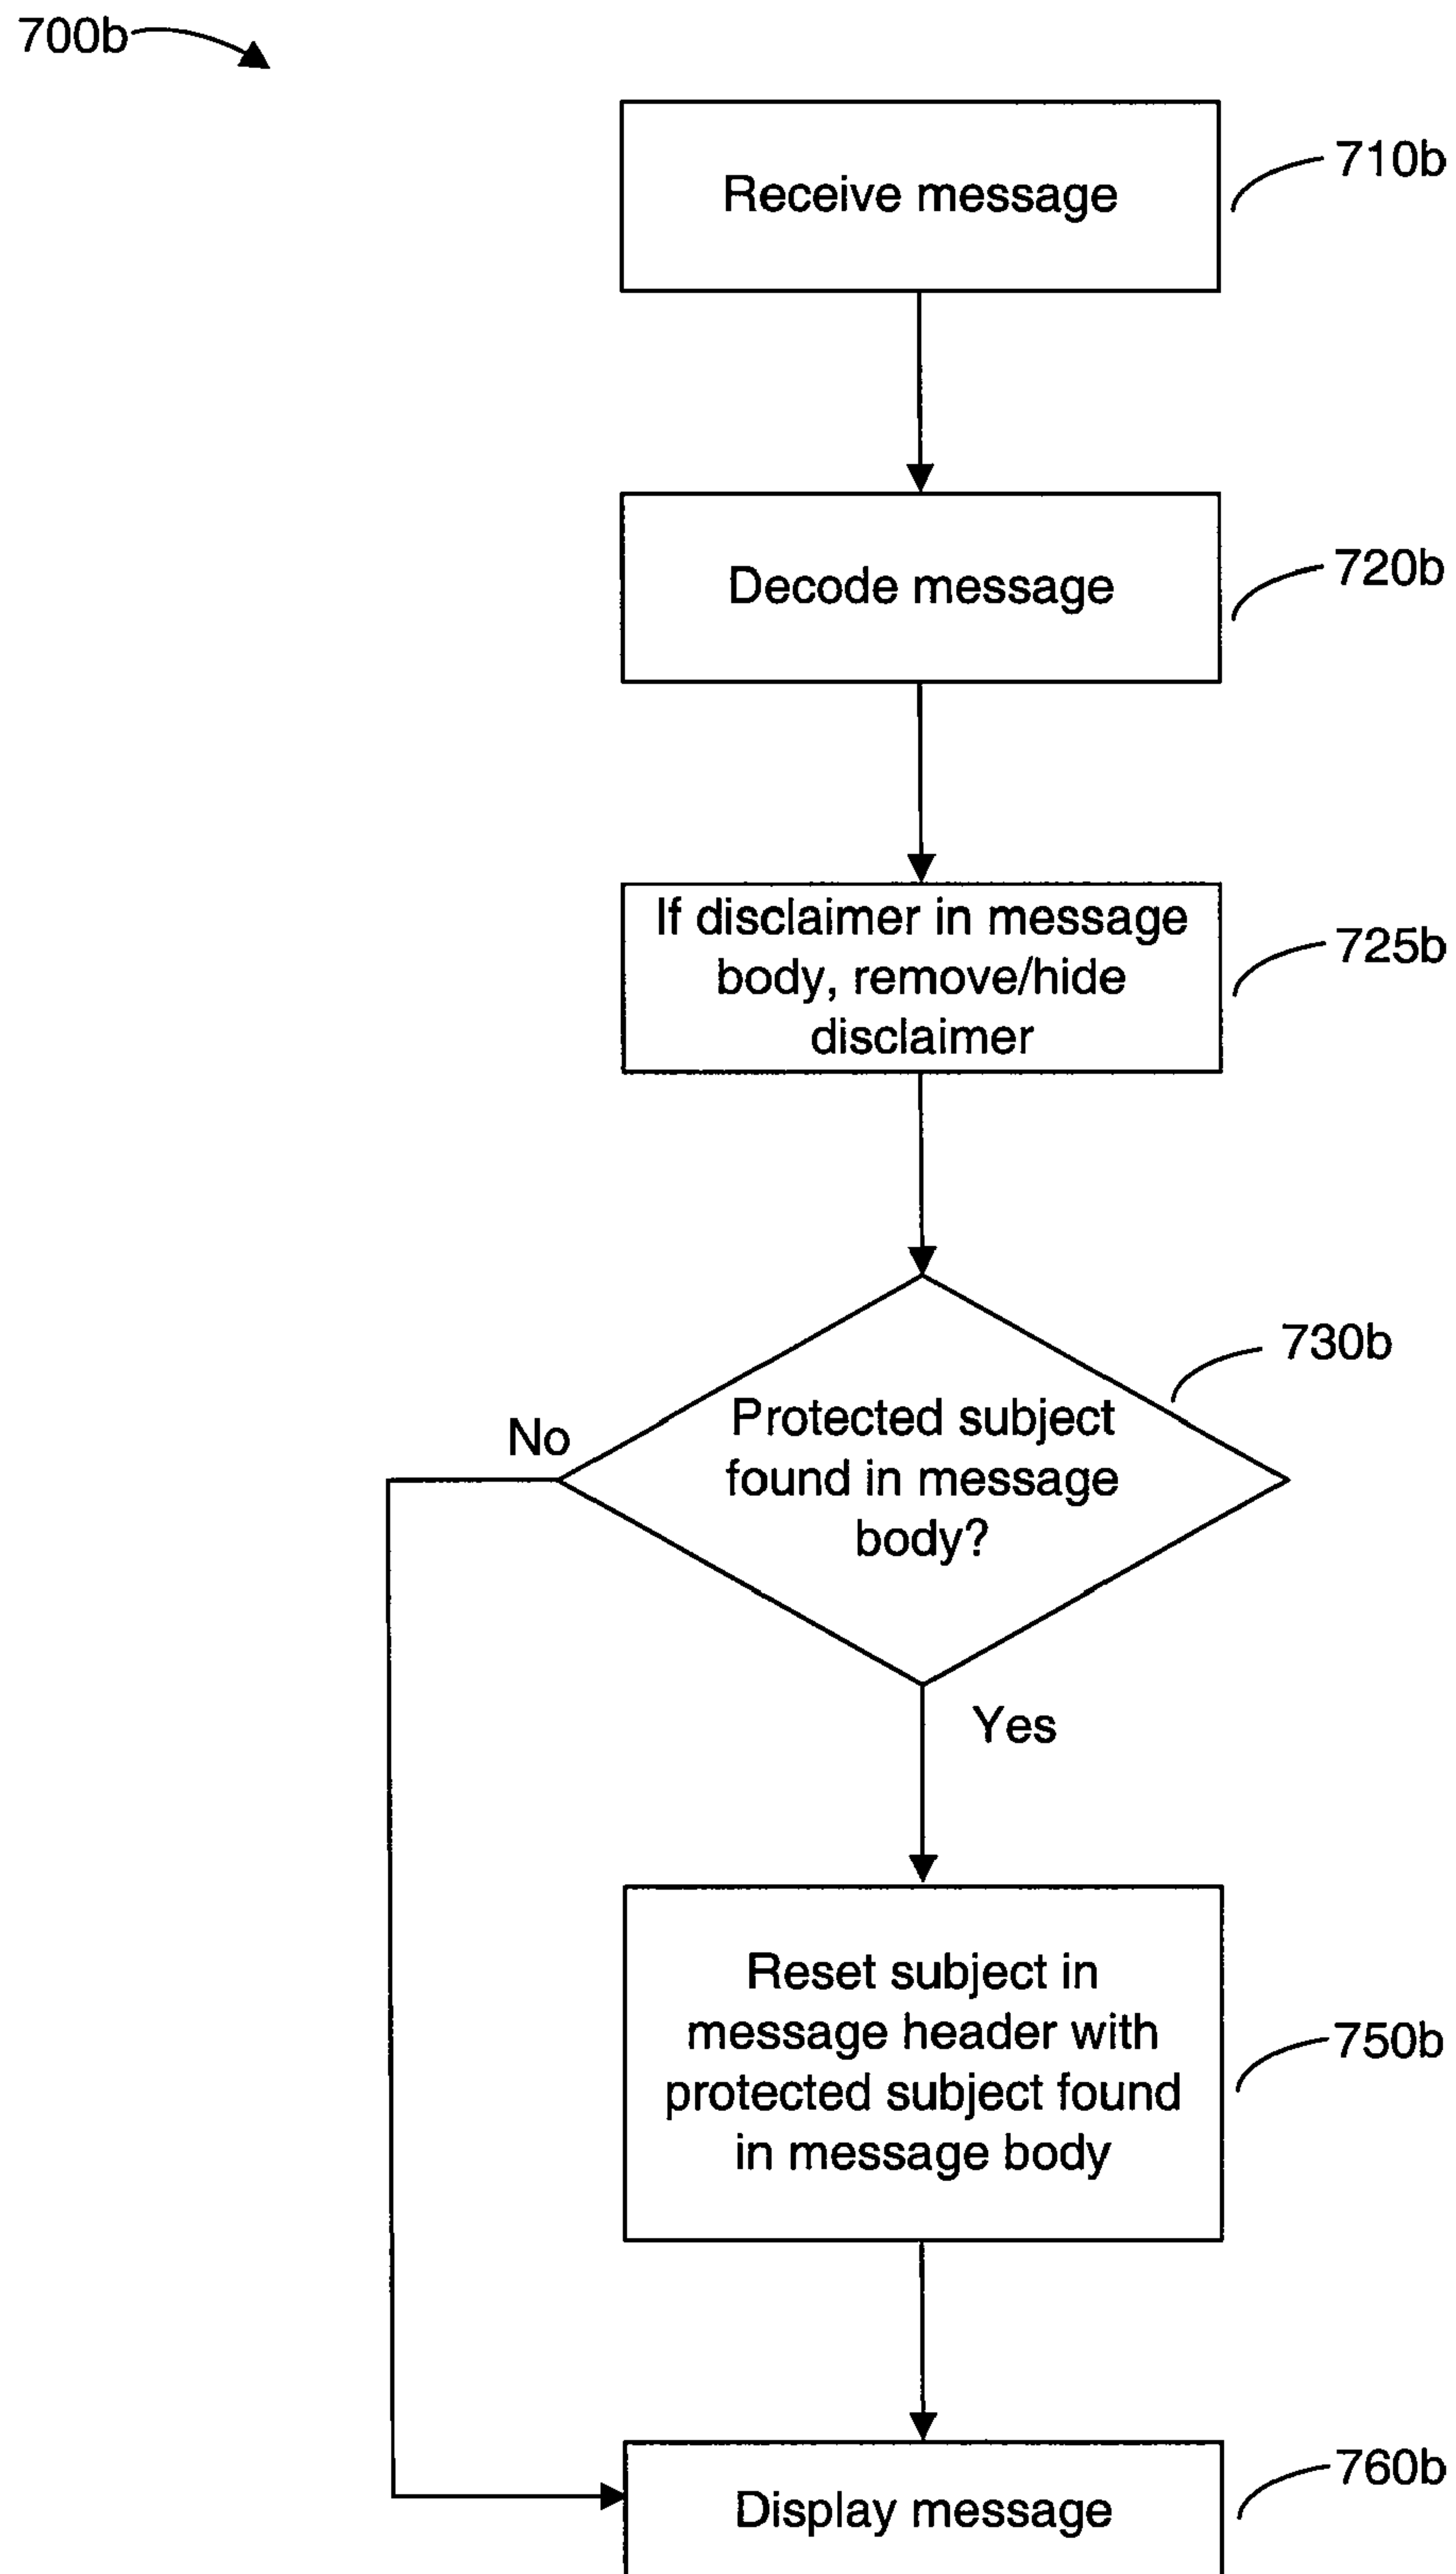 700b
Receive message
710b
Decode message
720b
If disclaimer in message
body, remove/hide
disclaimer
725b
Protected subject
found in message
body?
730b
No
Yes
Reset subject in
message header with
protected subject found
in message body
750b
Display message
760b